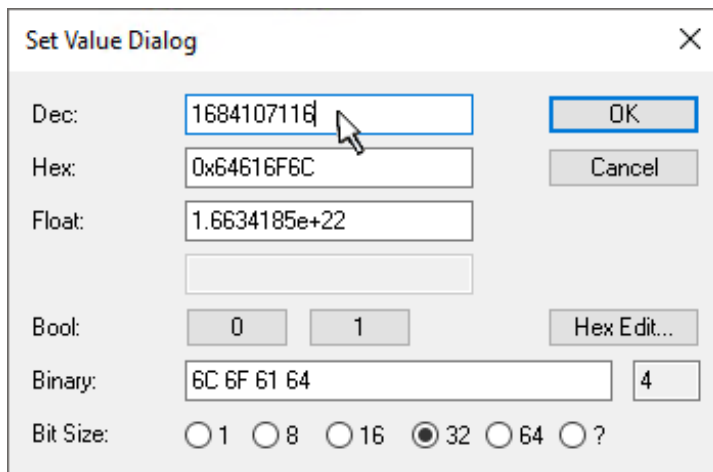 Set Value Dialog
Dec: 1684107116 OK
Hex: 0x64616F6C Cancel
Float: 1.6634185e+22
Bool: 0 1 Hex Edit...
Binary: 6C 6F 61 64 4
Bit Size: 1 8 16 32 64 ?